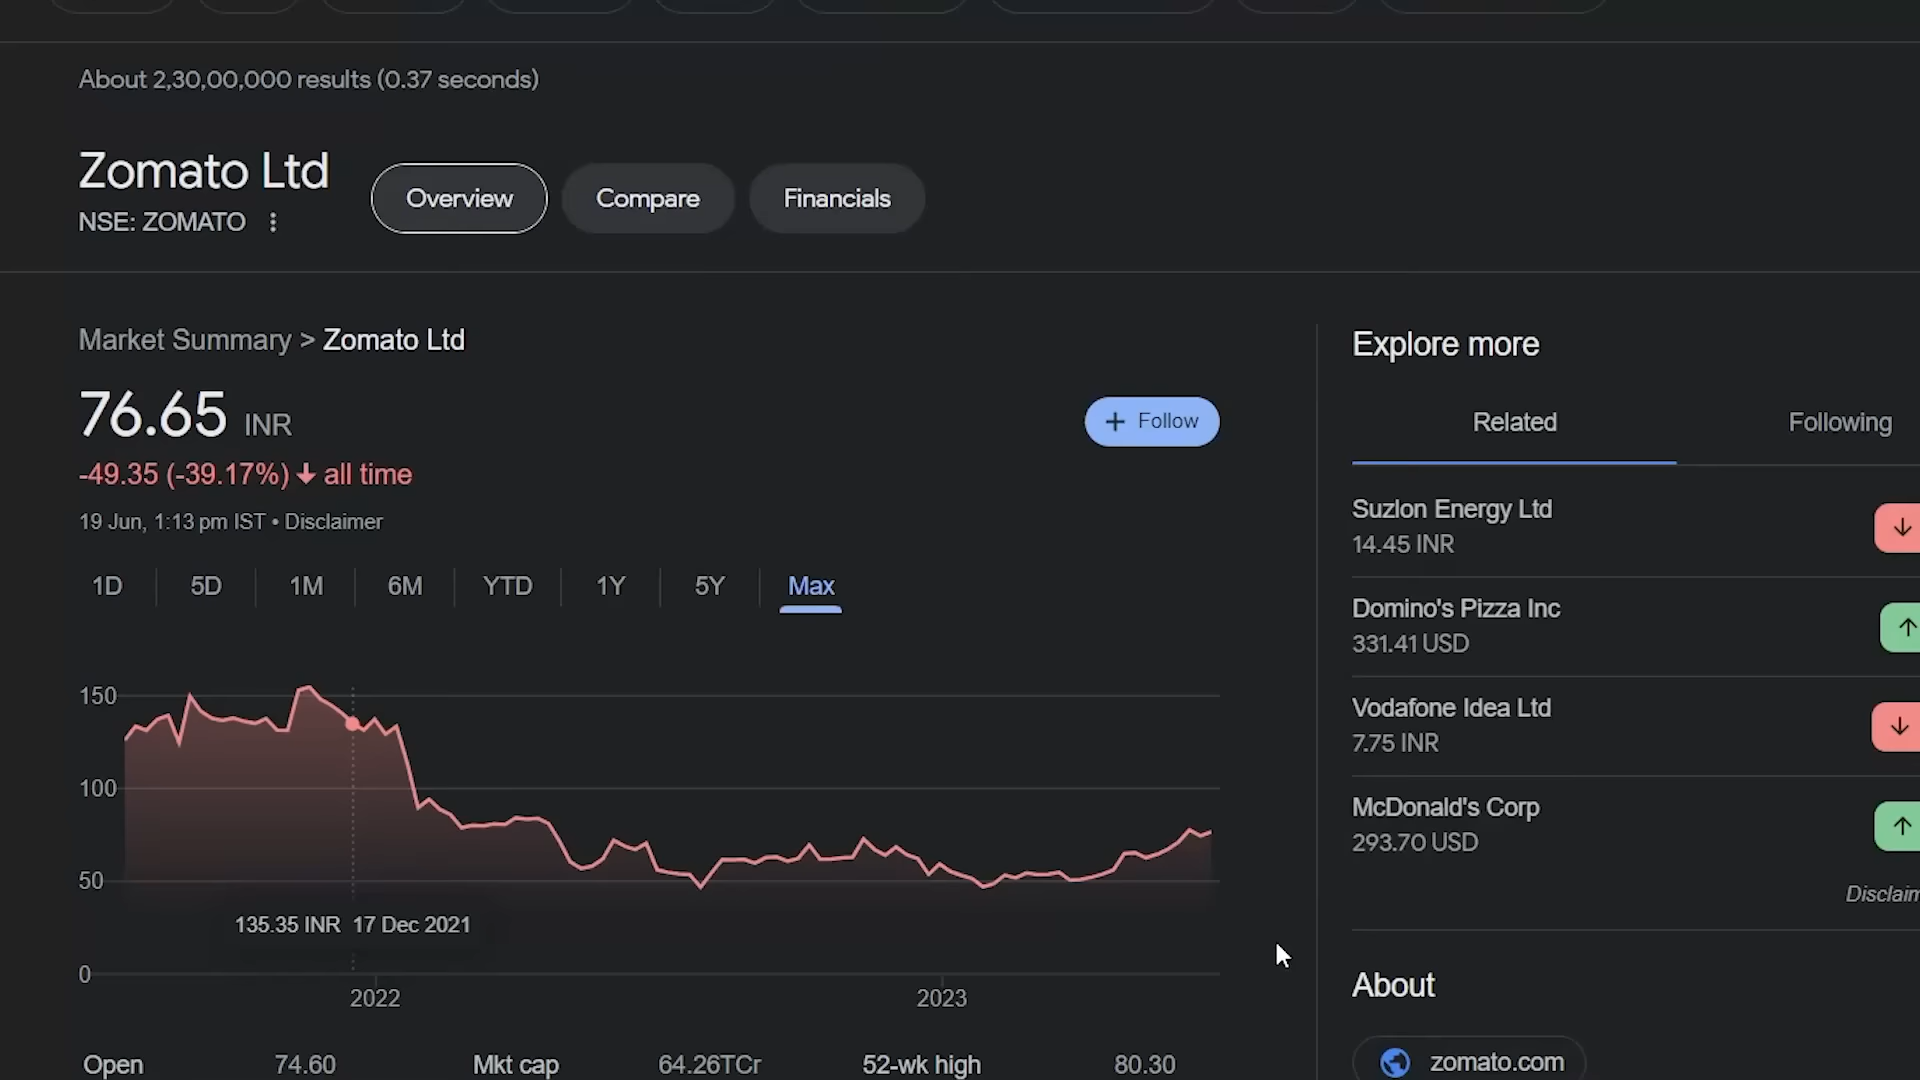 About 2,30,00,000 results (0.37 seconds)
Zomato Ltd
NSE: ZOMATO
Overview
Compare
Financials
Market Summary > Zomato Ltd
76.65 INR
-49.35 (-39.17%) ↓ all time
19 Jun, 1:13 pm IST • Disclaimer
+ Follow
1D 5D 1M 6M YTD 1Y 5Y Max
150
100
50
0
135.35 INR 17 Dec 2021
2022 2023
Open 74.60 Mkt cap 64.26TCr 52-wk high 80.30
Explore more
Related Following
Suzlon Energy Ltd
14.45 INR
Domino's Pizza Inc
331.41 USD
Vodafone Idea Ltd
7.75 INR
McDonald's Corp
293.70 USD
About
zomato.com